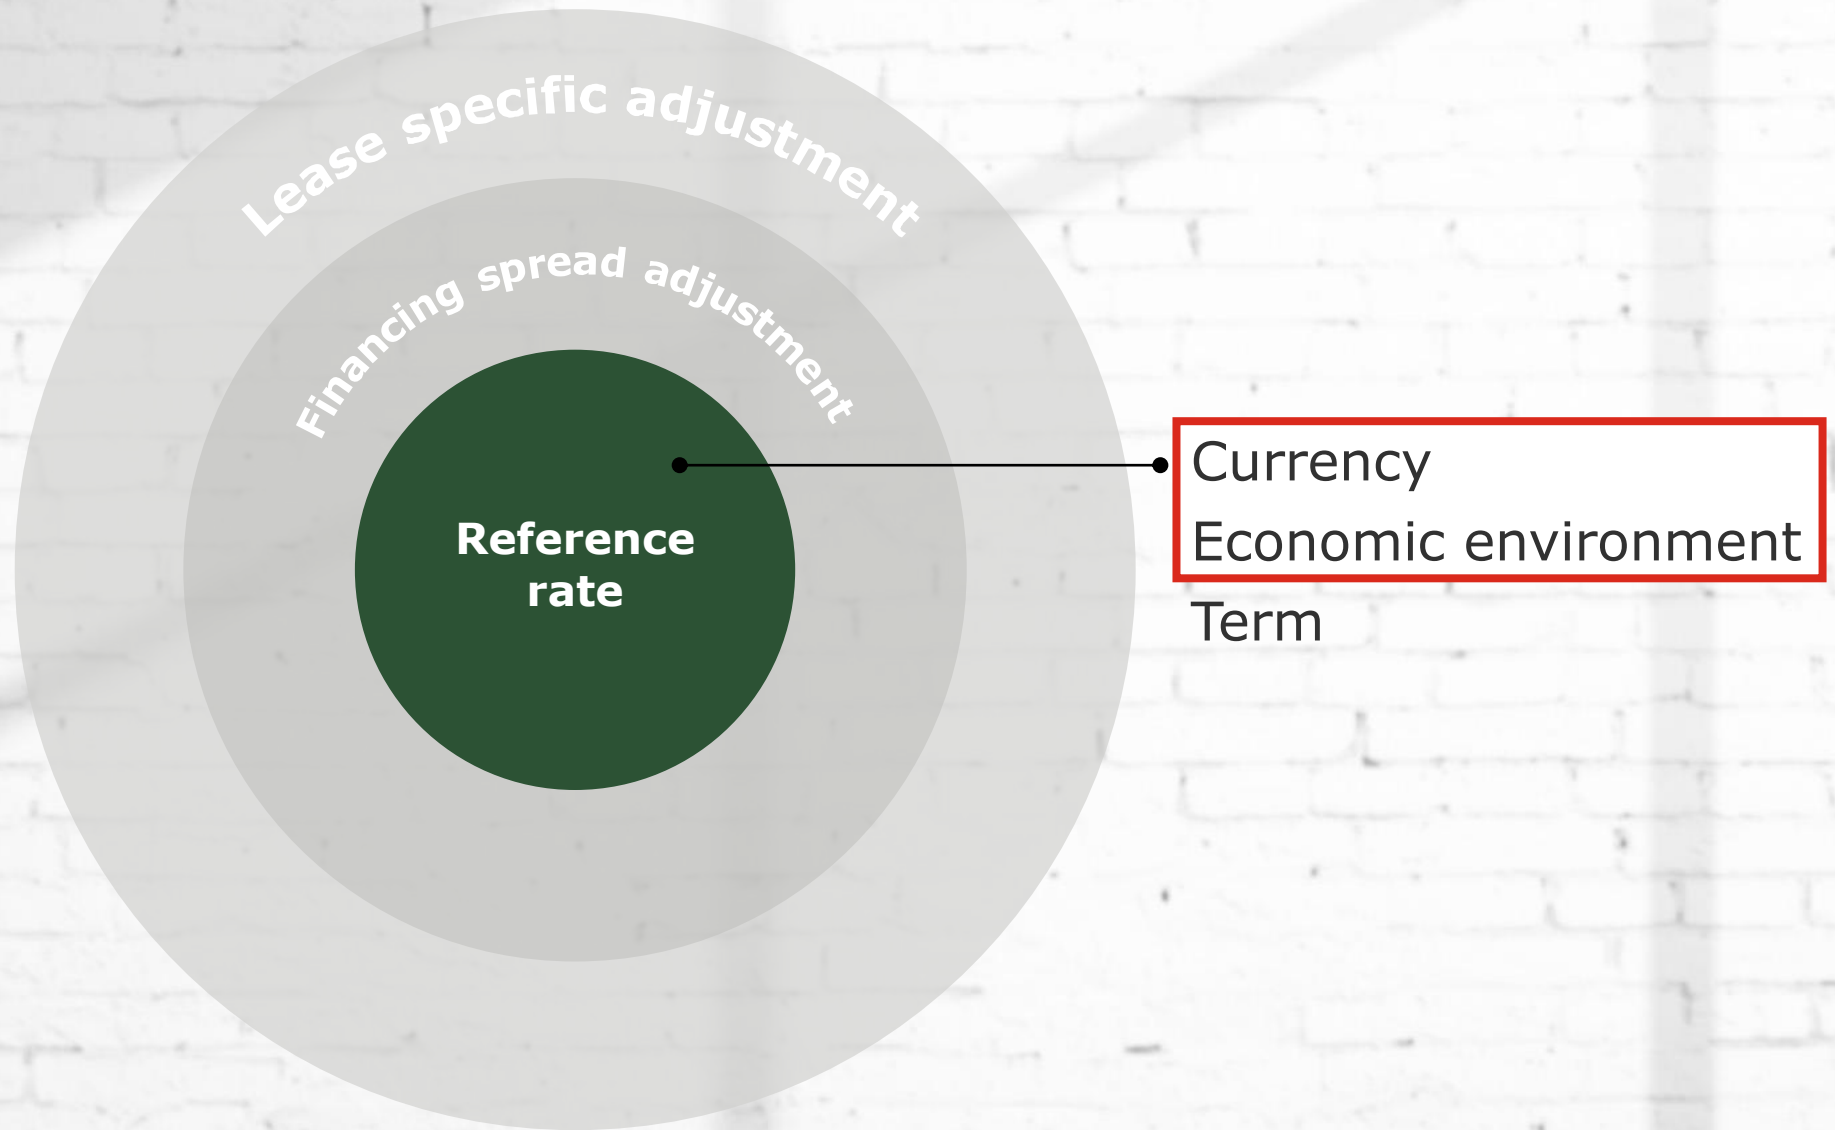 Lease specific adjustment
Financing spread adjustment
Reference
rate
Currency
Economic environment
Term